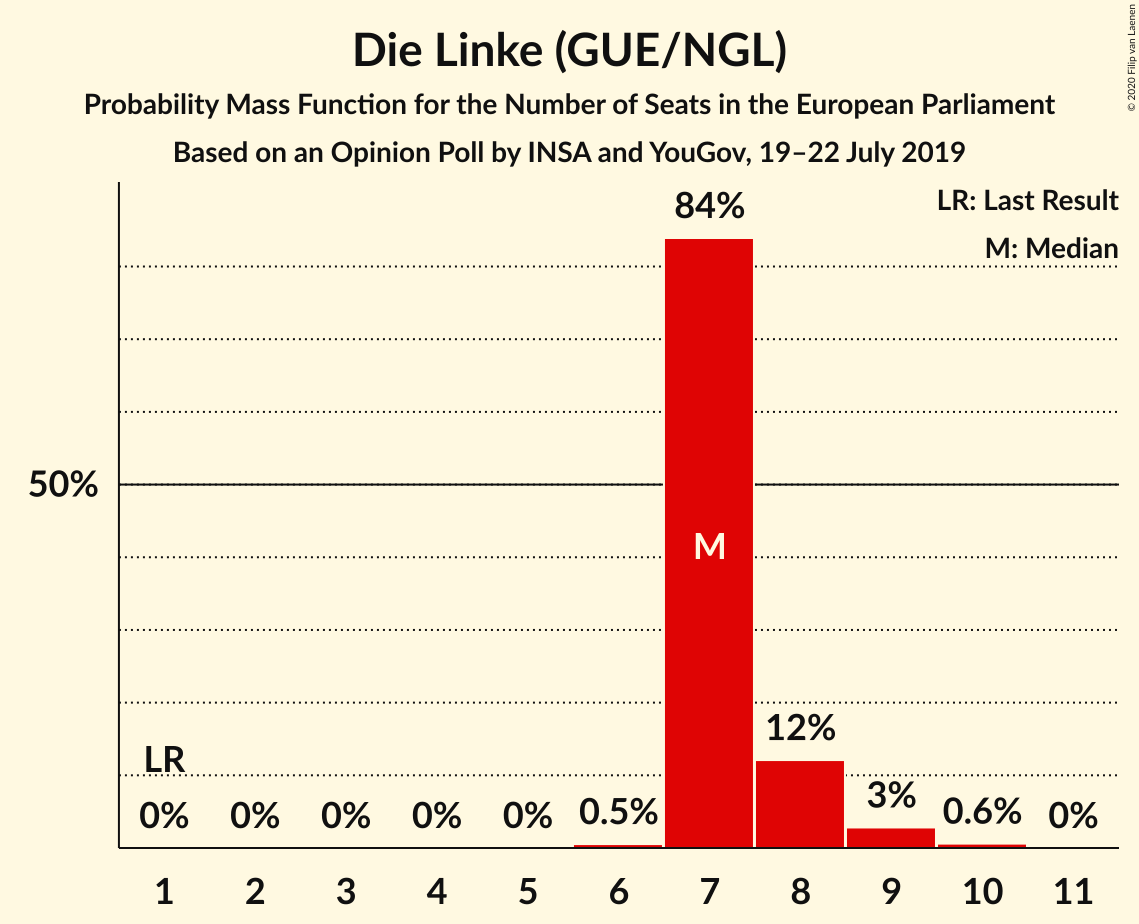 Die Linke (GUE/NGL)
Probability Mass Function for the Number of Seats in the European Parliament
Based on an Opinion Poll by INSA and YouGov, 19–22 July 2019
© 2020 Filip van Laenen
LR: Last Result
M: Median
84%
50%
M
12%
LR
3%
0% 0% 0% 0% 0% 0.5% 0.6% 0%
1 2 3 4 5 6 7 8 9 10 11